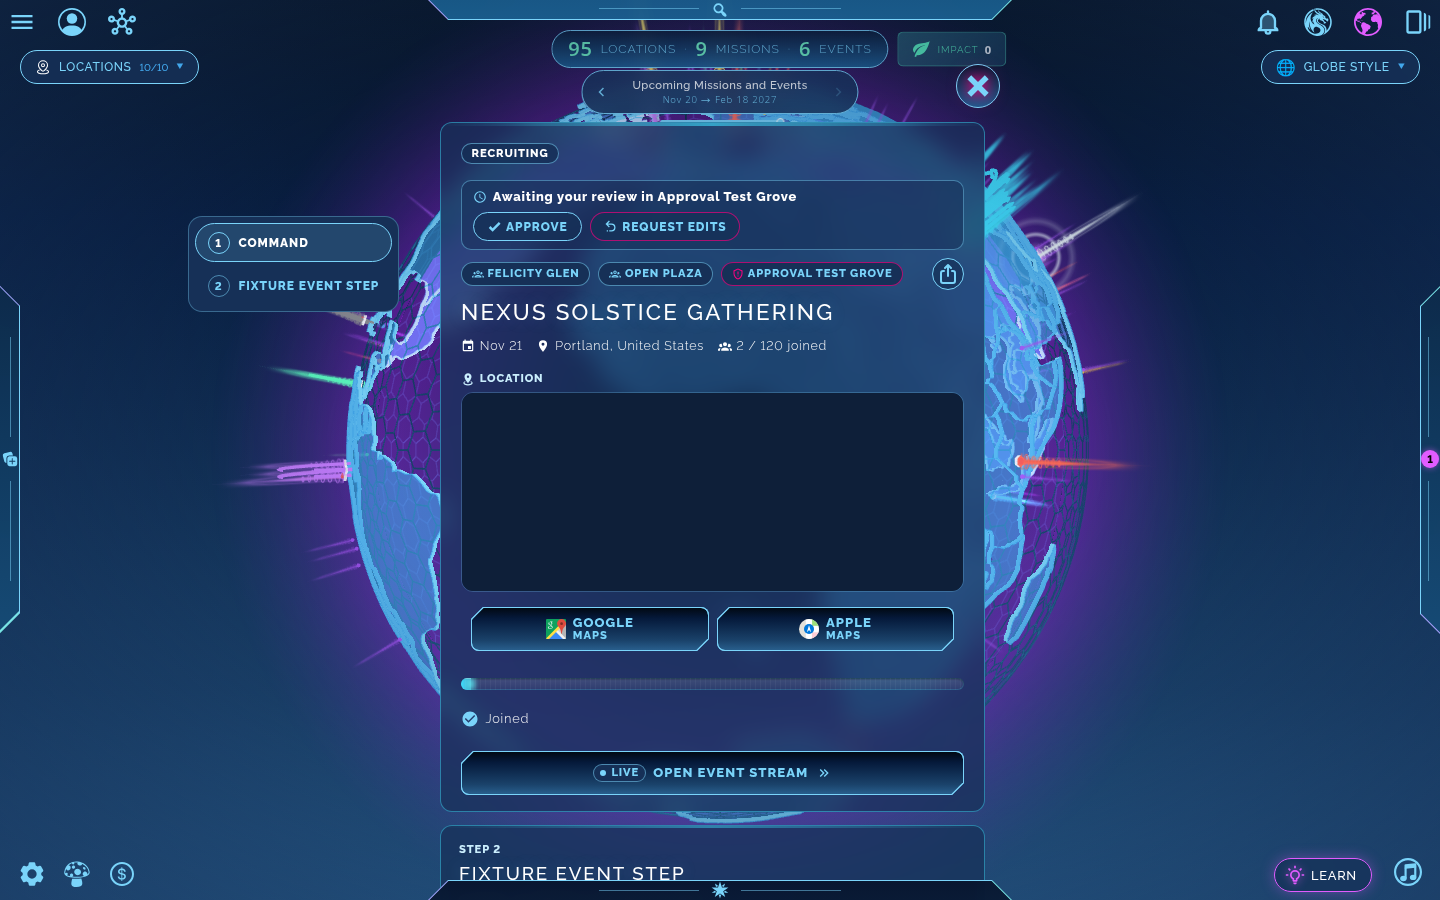 95 LOCATIONS · 9 MISSIONS · 6 EVENTS
IMPACT 0
LOCATIONS 10/10
GLOBE STYLE
Upcoming Missions and Events
Nov 20 → Feb 18 2027
RECRUITING
Awaiting your review in Approval Test Grove
APPROVE
REQUEST EDITS
1 COMMAND
2 FIXTURE EVENT STEP
FELICITY GLEN
OPEN PLAZA
APPROVAL TEST GROVE
NEXUS SOLSTICE GATHERING
Nov 21 Portland, United States 2 / 120 joined
LOCATION
1
GOOGLE
MAPS
APPLE
MAPS
Joined
LIVE OPEN EVENT STREAM
STEP 2
FIXTURE EVENT STEP
LEARN